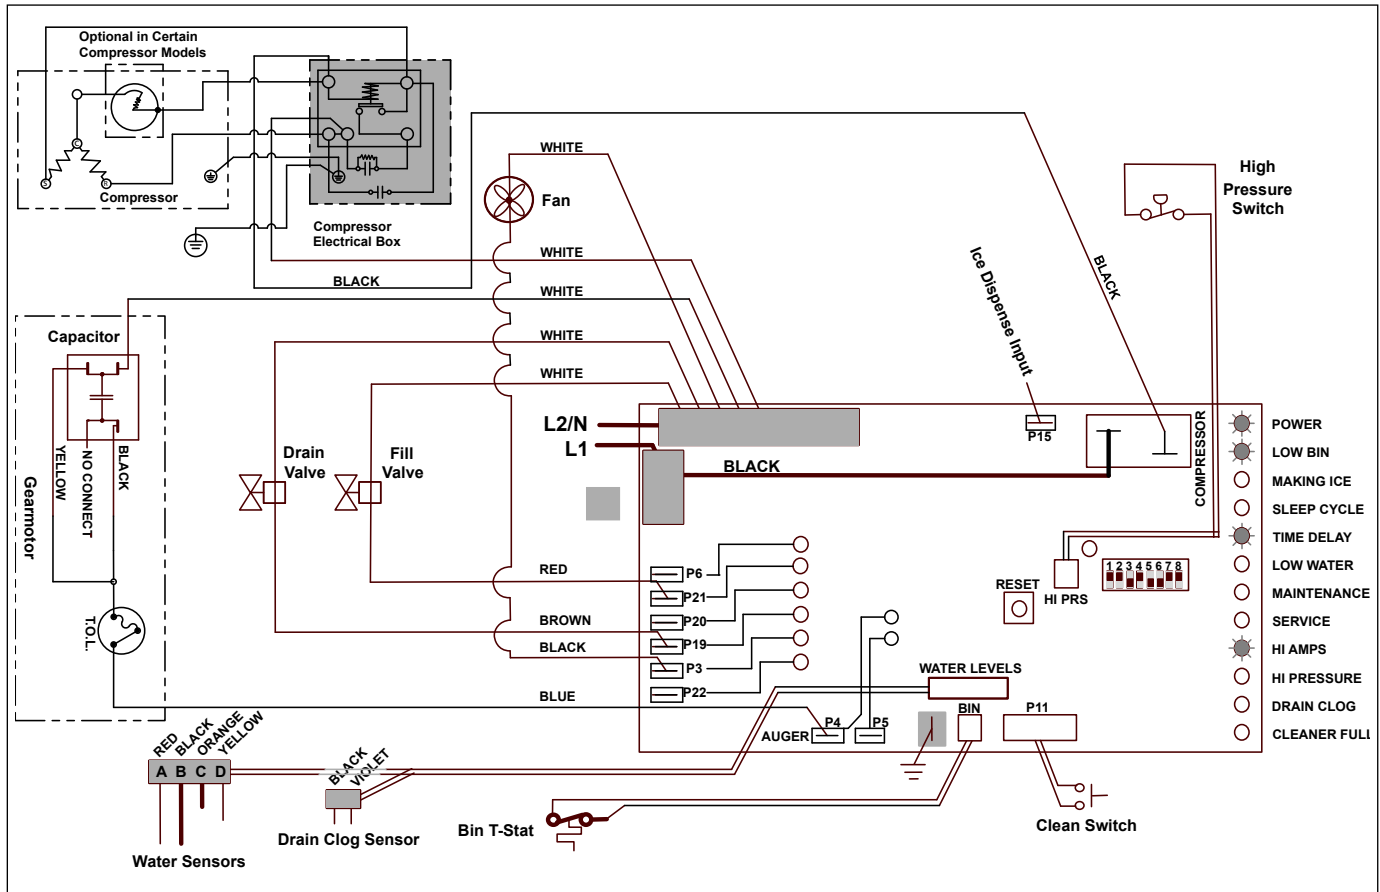 Optional in Certain
Compressor Models
C
S
R
Compressor
Compressor
Electrical Box
WHITE
Fan
WHITE
BLACK
WHITE
WHITE
WHITE
High
Pressure
Switch
BLACK
Ice Dispense Input
P15
Capacitor
YELLOW
NO CONNECT
BLACK
Gearmotor
T.O.L.
Drain
Valve
Fill
Valve
L2/N
L1
BLACK
COMPRESSOR
POWER
LOW BIN
MAKING ICE
SLEEP CYCLE
TIME DELAY
LOW WATER
MAINTENANCE
SERVICE
HI AMPS
HI PRESSURE
DRAIN CLOG
CLEANER FULL
1 2 3 4 5 6 7 8
RESET
HI PRS
RED
BROWN
BLACK
BLUE
P6
P21
P20
P19
P3
P22
WATER LEVELS
AUGER
P4
P5
BIN
P11
RED
BLACK
ORANGE
YELLOW
A B C D
Water Sensors
BLACK
VIOLET
Drain Clog Sensor
Bin T-Stat
Clean Switch